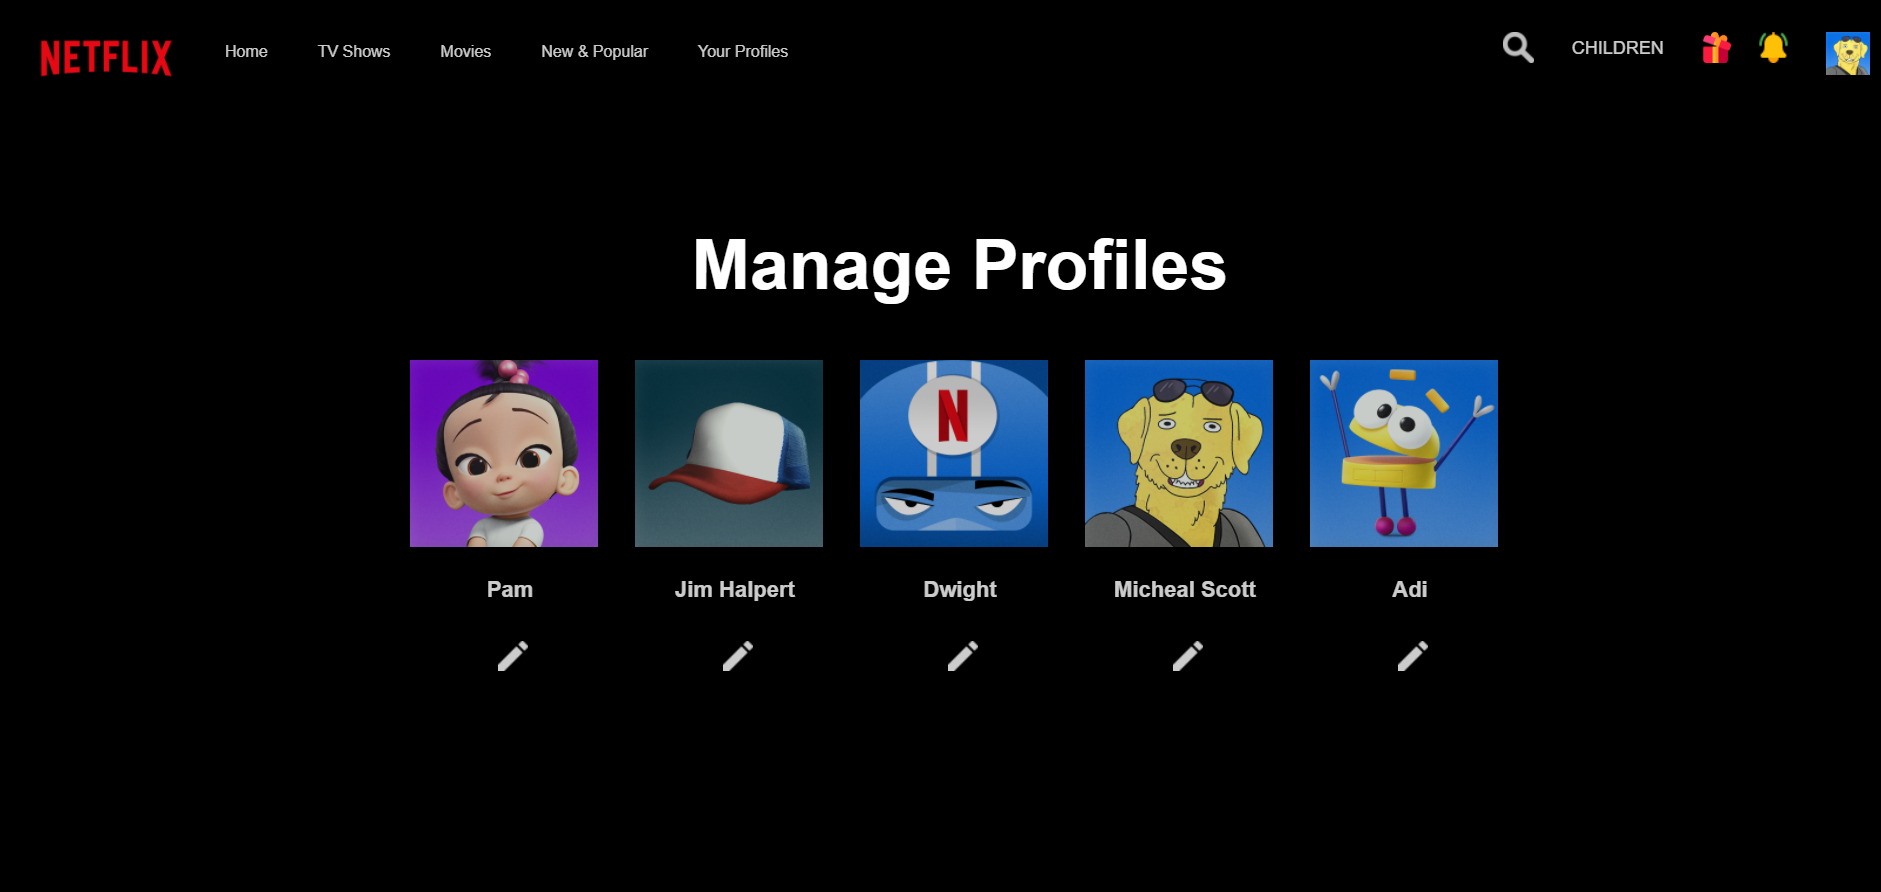 NETFLIX Home TV Shows Movies New & Popular Your Profiles CHILDREN
Manage Profiles
N
Pam Jim Halpert Dwight Micheal Scott Adi